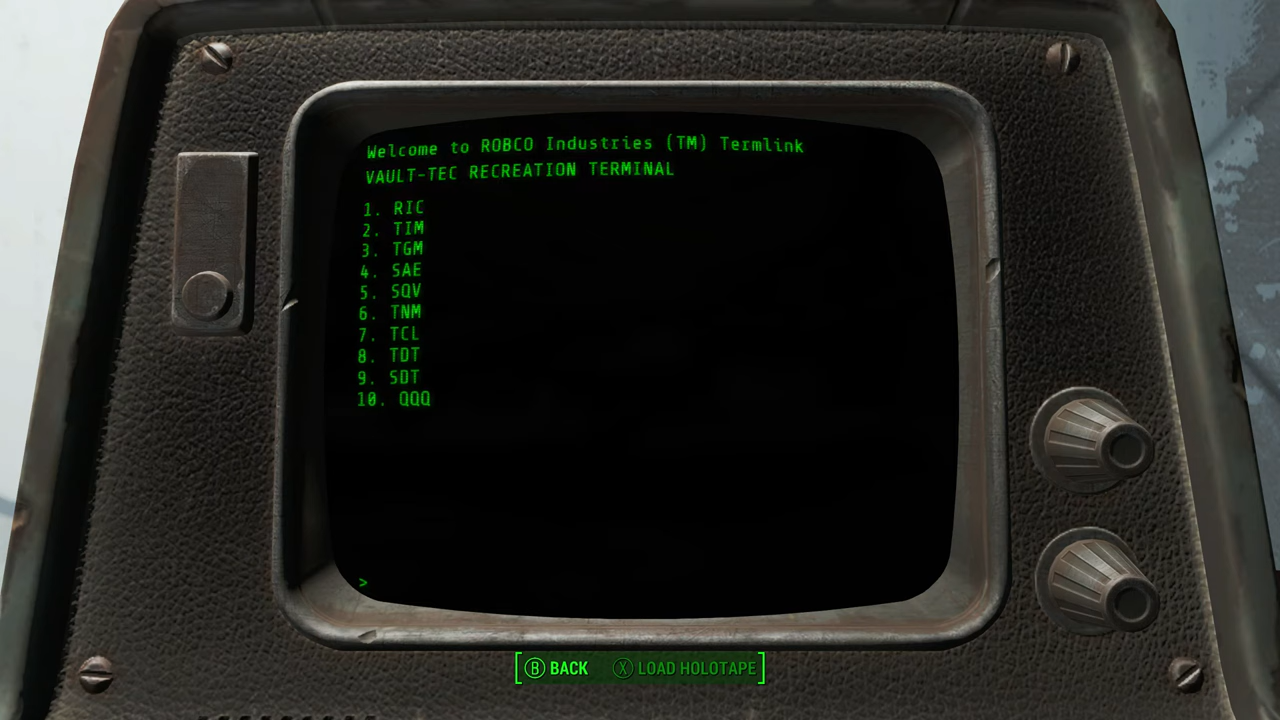 Welcome to ROBCO Industries (TM) Termlink
VAULT-TEC RECREATION TERMINAL
1. RIC
2. TIM
3. TGM
4. SAE
5. SQV
6. TNM
7. TCL
8. TDT
9. SDT
10. QQQ
>
B BACK X LOAD HOLOTAPE